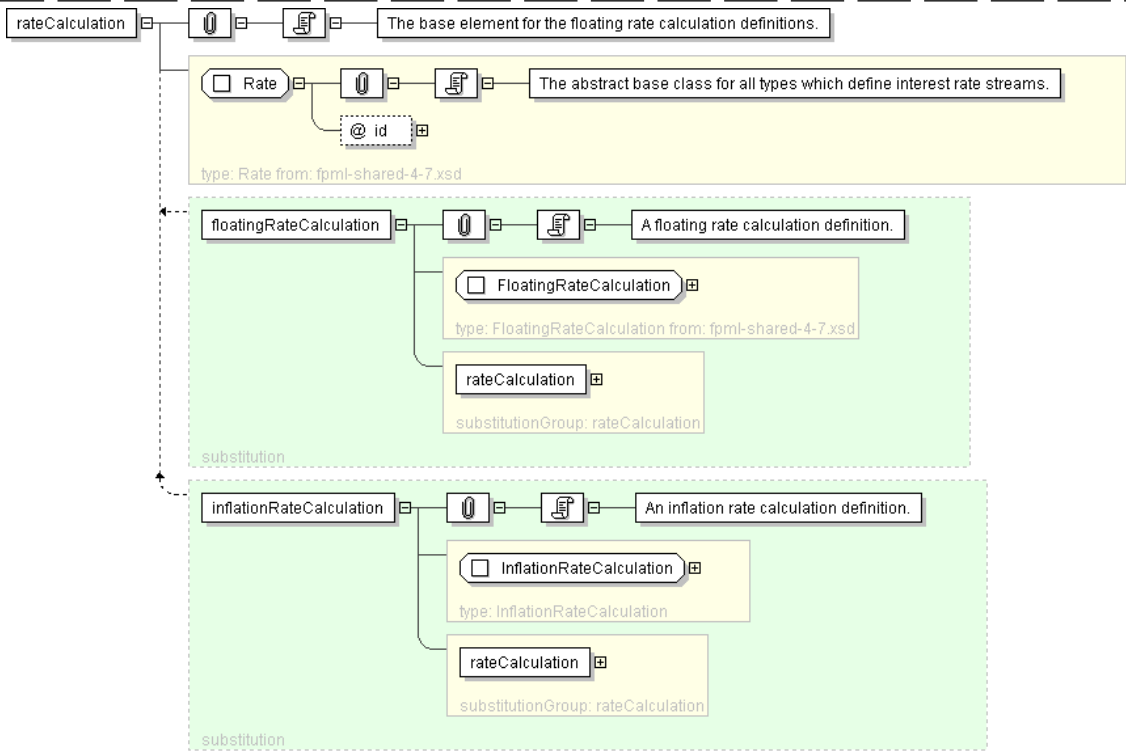 rateCalculation The base element for the floating rate calculation definitions.
Rate The abstract base class for all types which define interest rate streams.
@ id
type: Rate from: fpml-shared-4-7.xsd
floatingRateCalculation A floating rate calculation definition.
FloatingRateCalculation
type: FloatingRateCalculation from: fpml-shared-4-7.xsd
rateCalculation
substitutionGroup: rateCalculation
substitution
inflationRateCalculation An inflation rate calculation definition.
InflationRateCalculation
type: InflationRateCalculation
rateCalculation
substitutionGroup: rateCalculation
substitution